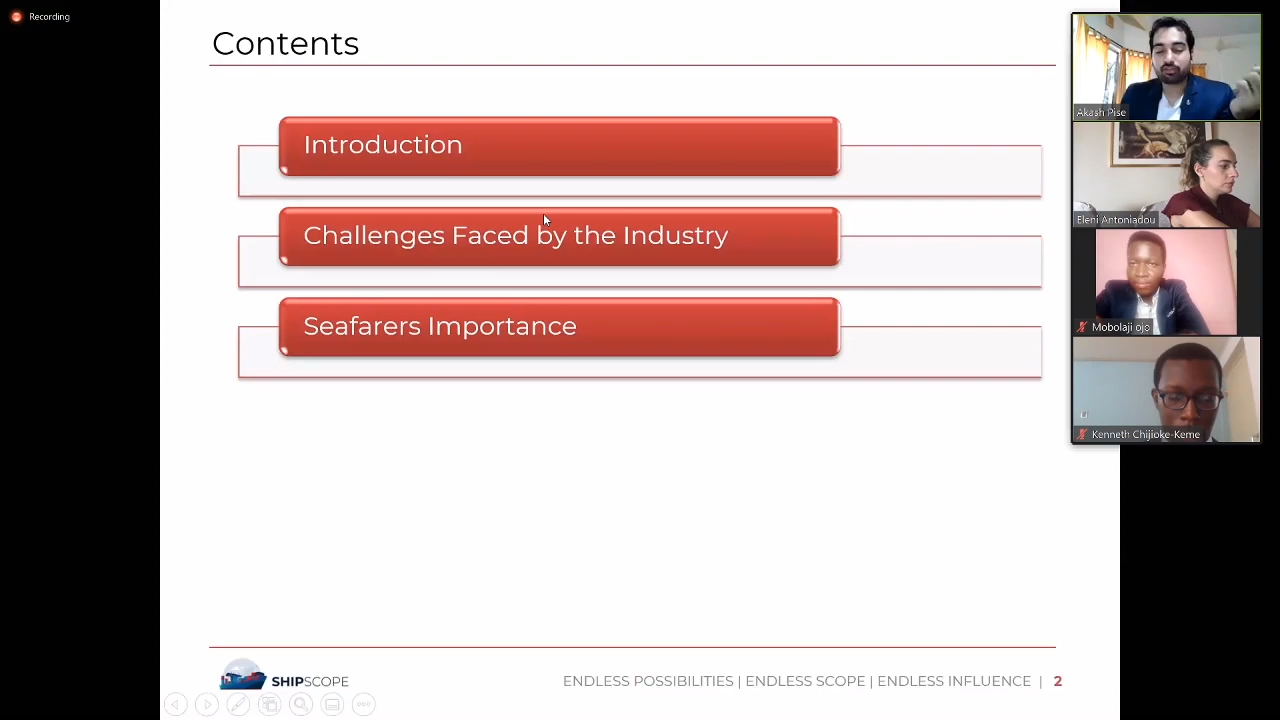 Recording
Contents
Introduction
Challenges Faced by the Industry
Seafarers Importance
SHIPSCOPE
ENDLESS POSSIBILITIES | ENDLESS SCOPE | ENDLESS INFLUENCE | 2
Akash Pise
Eleni Antoniadou
Mobolaji ojo
Kenneth Chijioke-Keme